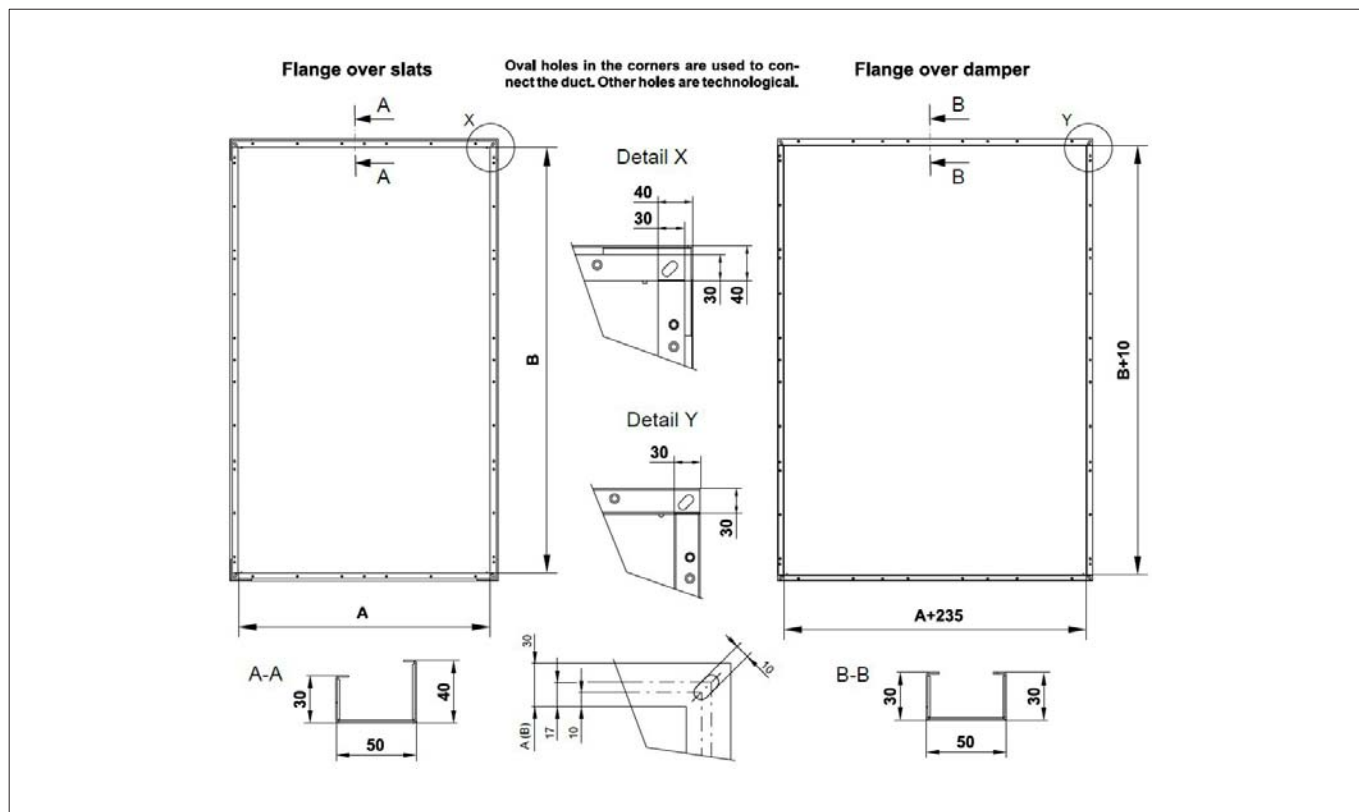 Flange over slats
Oval holes in the corners are used to con-
nect the duct. Other holes are technological.
Flange over damper
A
A
X
B
A
Detail X
40
30
30
40
Detail Y
30
30
B
B
Y
B+10
A+235
A-A
30
40
50
30
A (B)
17
10
10
B-B
30
30
50